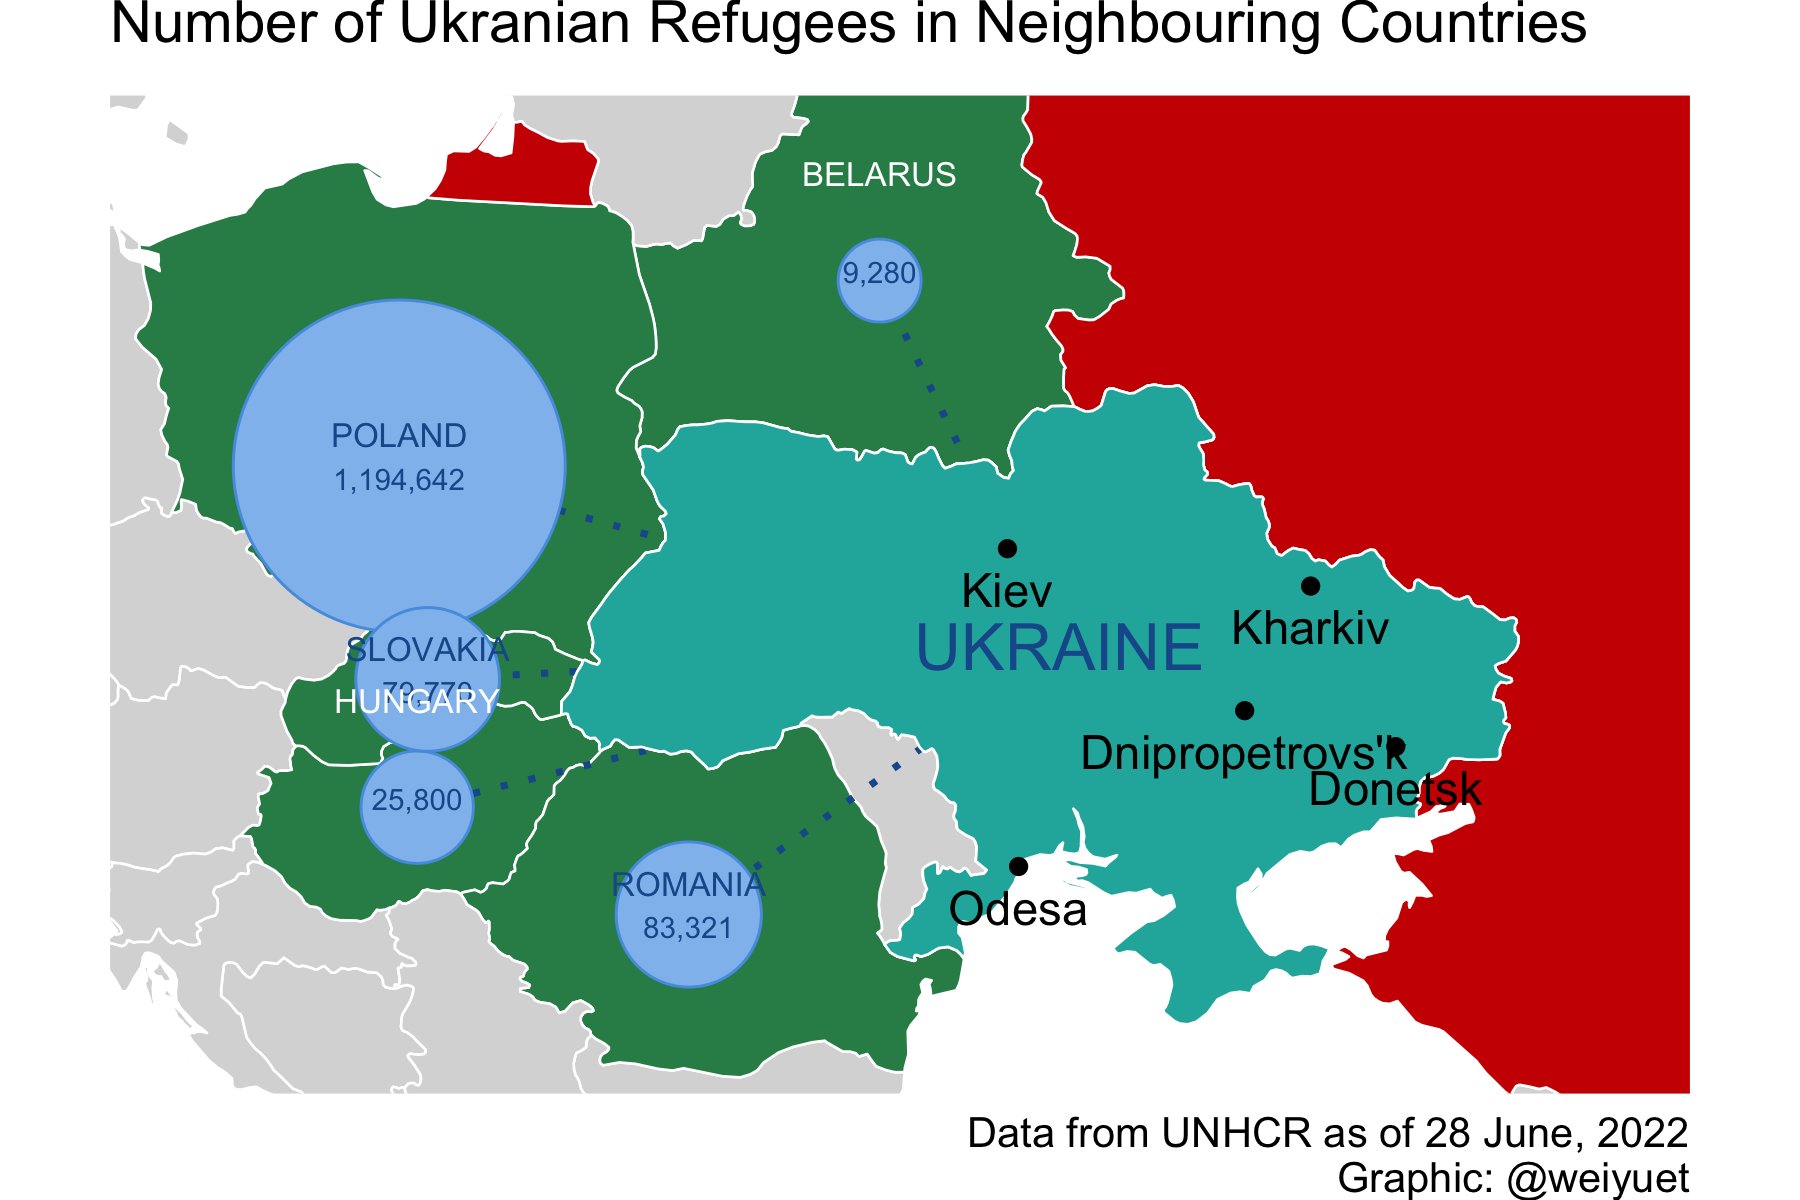 Number of Ukranian Refugees in Neighbouring Countries
BELARUS
9,280
POLAND
1,194,642
Kiev
Kharkiv
UKRAINE
SLOVAKIA
79,770
HUNGARY
25,800
Dnipropetrovs'k
Donetsk
ROMANIA
83,321
Odesa
Data from UNHCR as of 28 June, 2022
Graphic: @weiyuet